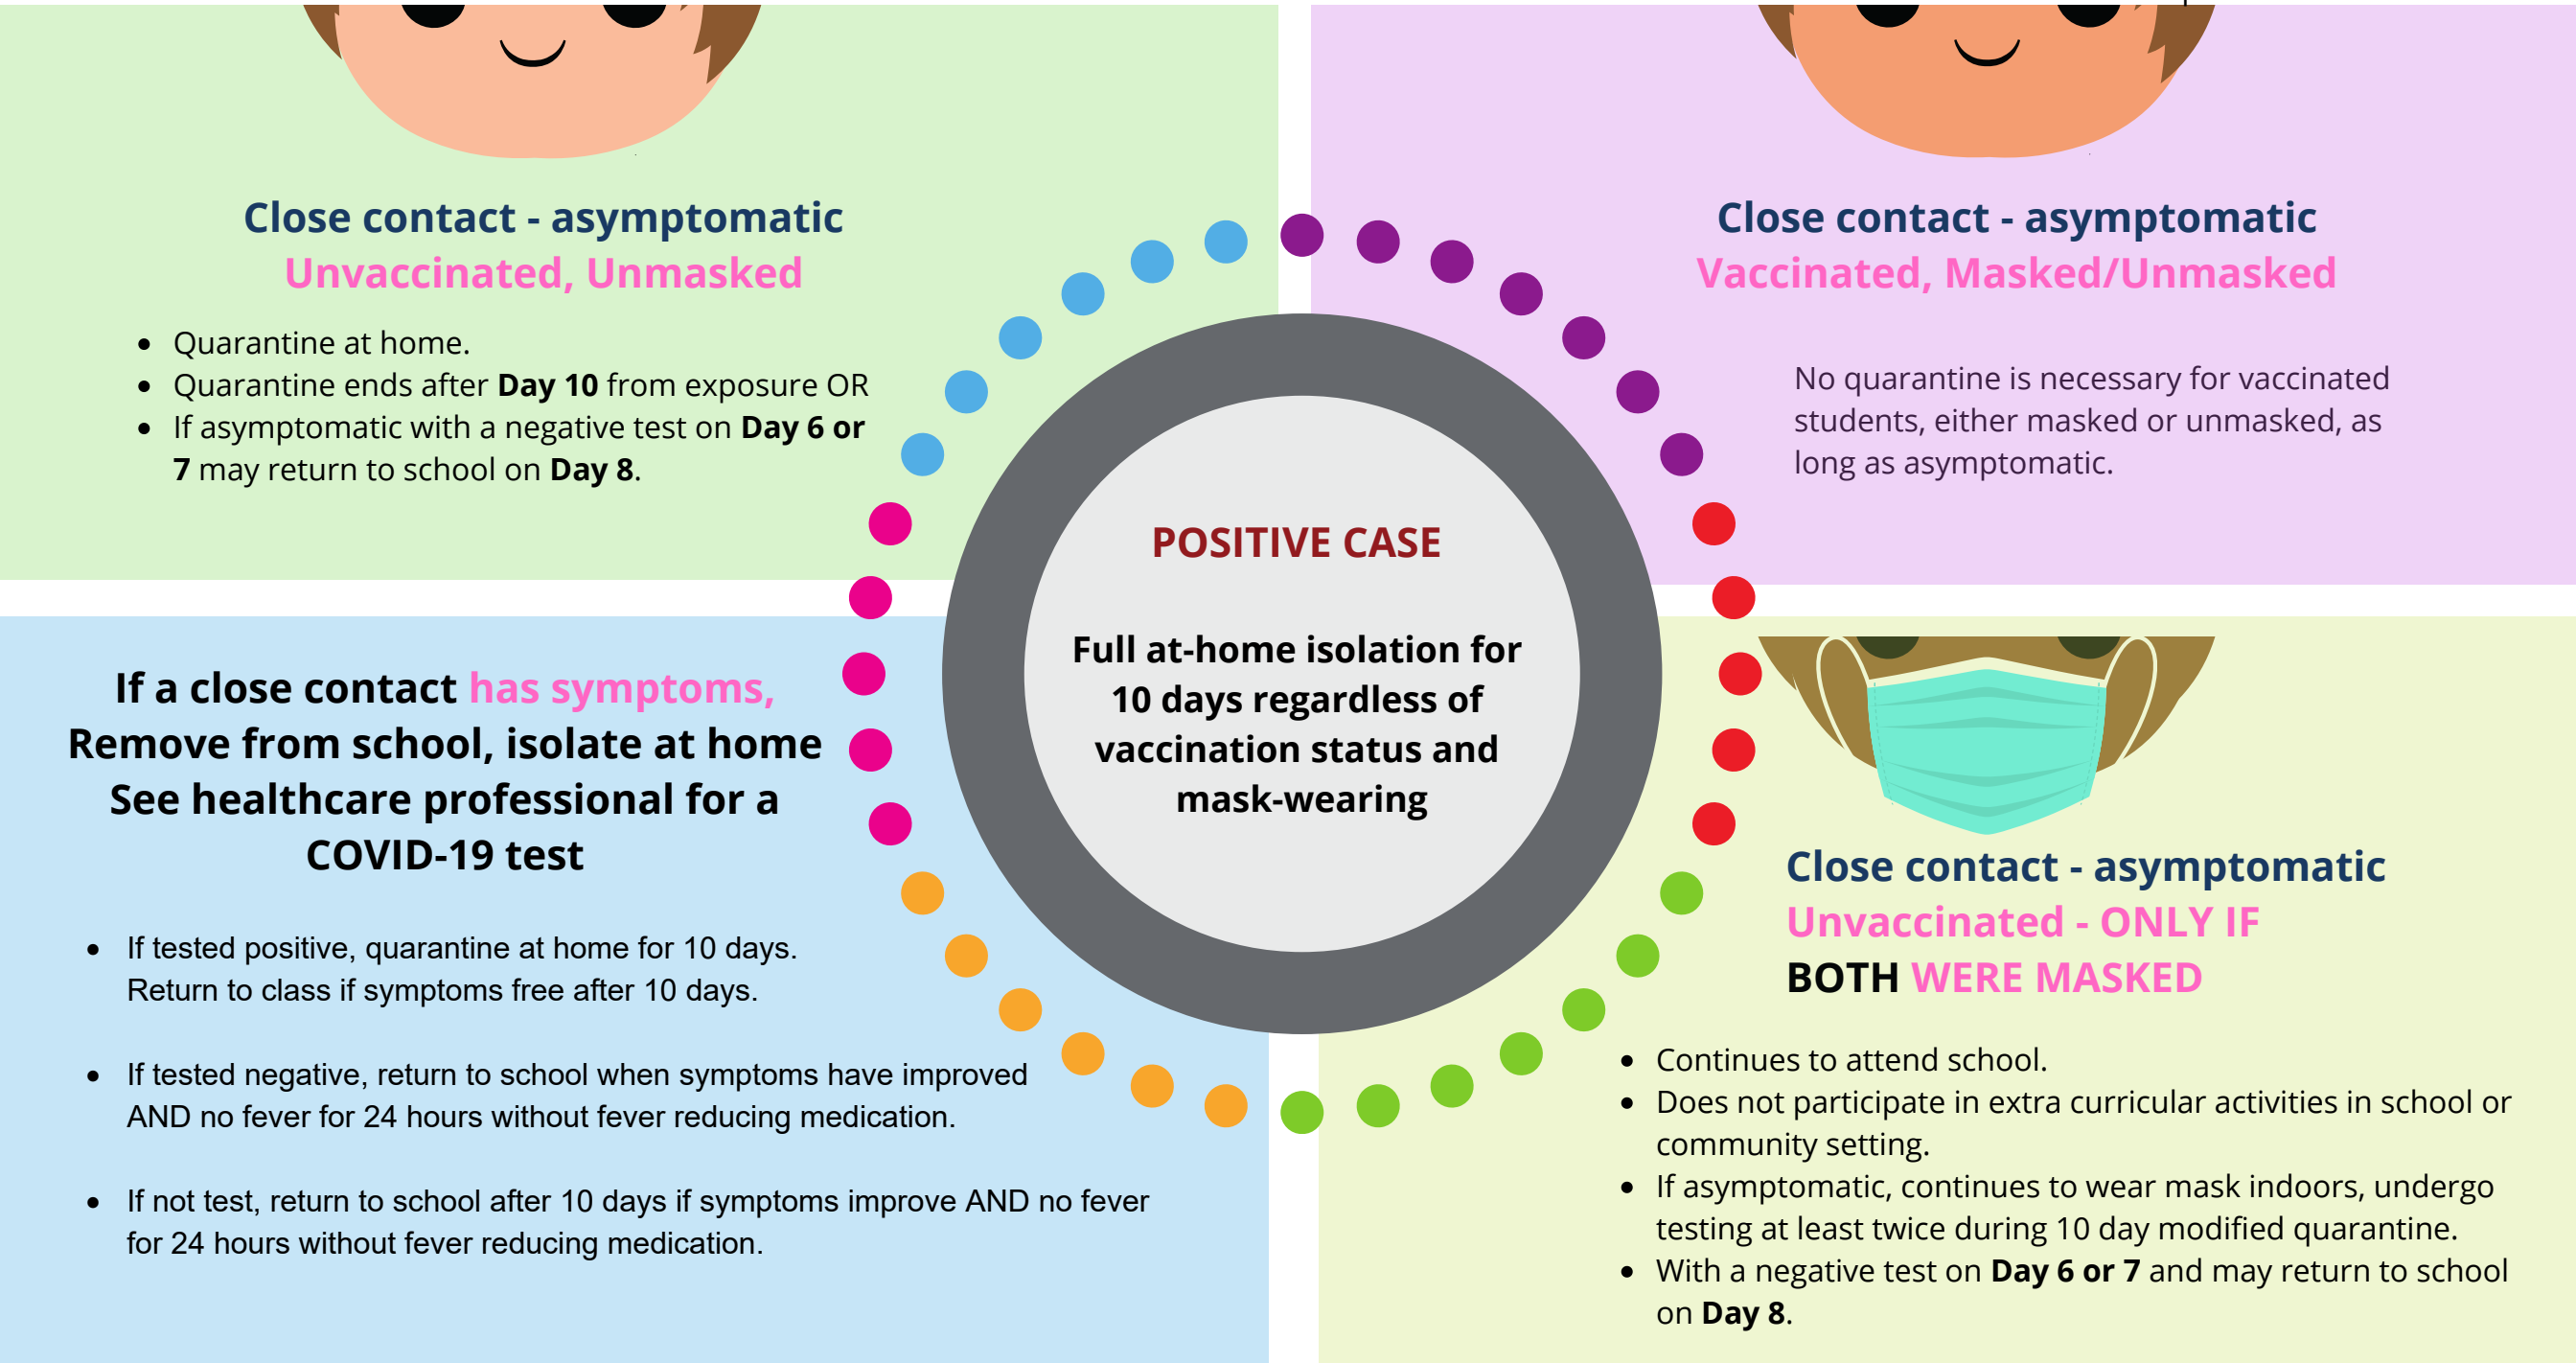 Close contact - asymptomatic
Unvaccinated, Unmasked
• Quarantine at home.
• Quarantine ends after Day 10 from exposure OR
• If asymptomatic with a negative test on Day 6 or
7 may return to school on Day 8.
Close contact - asymptomatic
Vaccinated, Masked/Unmasked
No quarantine is necessary for vaccinated
students, either masked or unmasked, as
long as asymptomatic.
POSITIVE CASE
Full at-home isolation for
10 days regardless of
vaccination status and
mask-wearing
If a close contact has symptoms,
Remove from school, isolate at home
See healthcare professional for a
COVID-19 test
• If tested positive, quarantine at home for 10 days.
Return to class if symptoms free after 10 days.
• If tested negative, return to school when symptoms have improved
AND no fever for 24 hours without fever reducing medication.
• If not test, return to school after 10 days if symptoms improve AND no fever
for 24 hours without fever reducing medication.
Close contact - asymptomatic
Unvaccinated - ONLY IF
BOTH WERE MASKED
• Continues to attend school.
• Does not participate in extra curricular activities in school or
community setting.
• If asymptomatic, continues to wear mask indoors, undergo
testing at least twice during 10 day modified quarantine.
• With a negative test on Day 6 or 7 and may return to school
on Day 8.